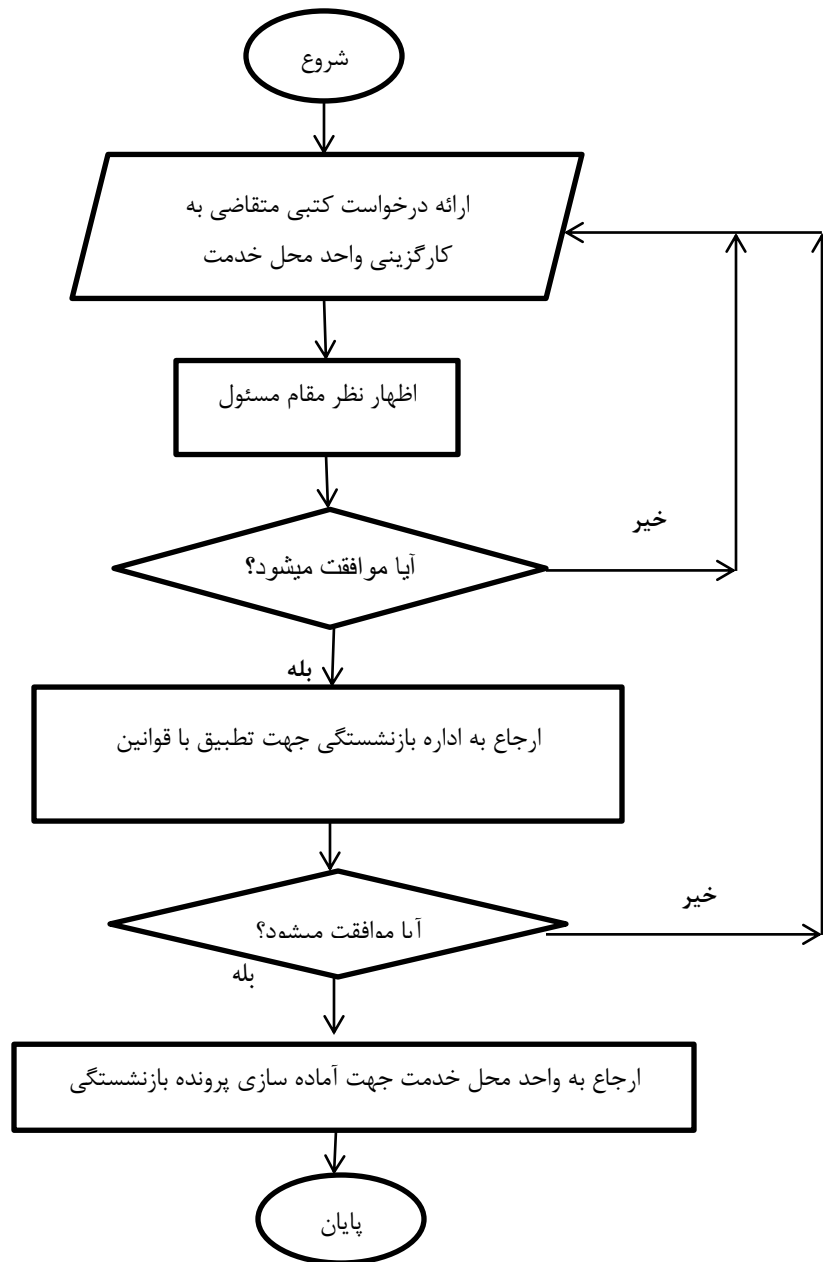 شروع
ارائه درخواست کتبی متقاضی به
کارگزینی واحد محل خدمت
اظهار نظر مقام مسئول
خیر
آیا موافقت میشود؟
بله
ارجاع به اداره بازنشستگی جهت تطبیق با قوانین
خیر
آیا موافقت میشود؟
بله
ارجاع به واحد محل خدمت جهت آماده سازی پرونده بازنشستگی
پایان